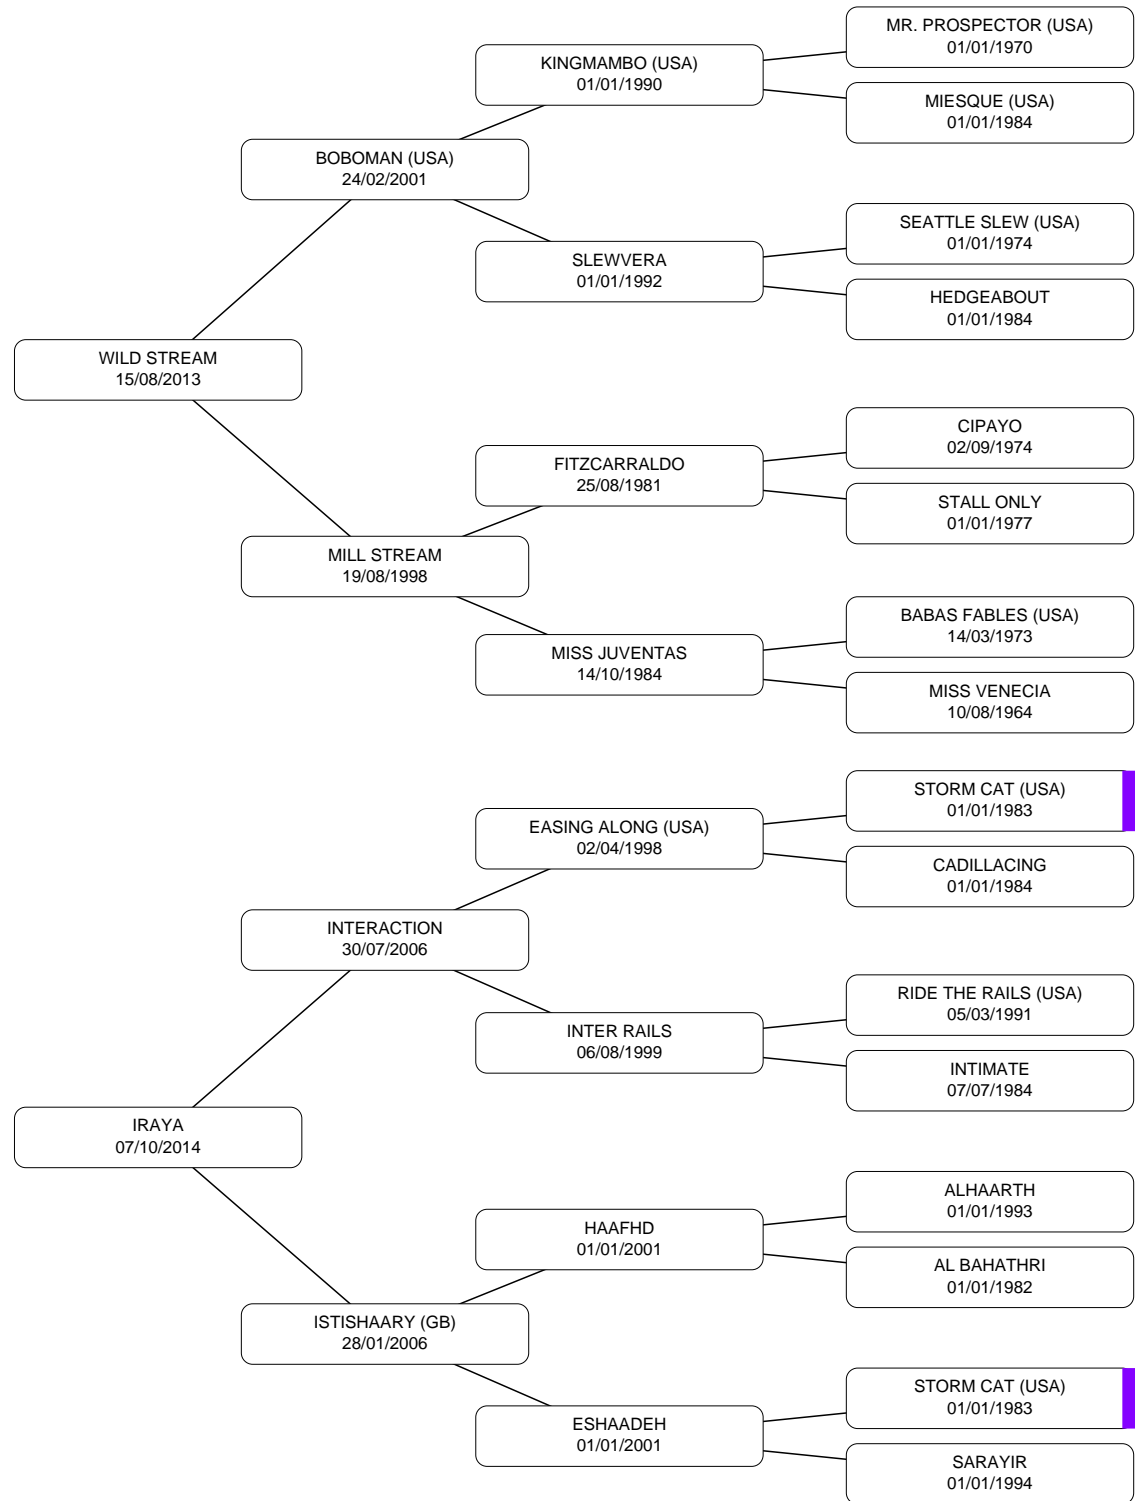 MR. PROSPECTOR (USA)
01/01/1970
KINGMAMBO (USA)
01/01/1990
MIESQUE (USA)
01/01/1984
BOBOMAN (USA)
24/02/2001
SEATTLE SLEW (USA)
01/01/1974
SLEWVERA
01/01/1992
HEDGEABOUT
01/01/1984
WILD STREAM
15/08/2013
CIPAYO
02/09/1974
FITZCARRALDO
25/08/1981
STALL ONLY
01/01/1977
MILL STREAM
19/08/1998
BABAS FABLES (USA)
14/03/1973
MISS JUVENTAS
14/10/1984
MISS VENECIA
10/08/1964
STORM CAT (USA)
01/01/1983
EASING ALONG (USA)
02/04/1998
CADILLACING
01/01/1984
INTERACTION
30/07/2006
RIDE THE RAILS (USA)
05/03/1991
INTER RAILS
06/08/1999
INTIMATE
07/07/1984
IRAYA
07/10/2014
ALHAARTH
01/01/1993
HAAFHD
01/01/2001
AL BAHATHRI
01/01/1982
ISTISHAARY (GB)
28/01/2006
STORM CAT (USA)
01/01/1983
ESHAADEH
01/01/2001
SARAYIR
01/01/1994